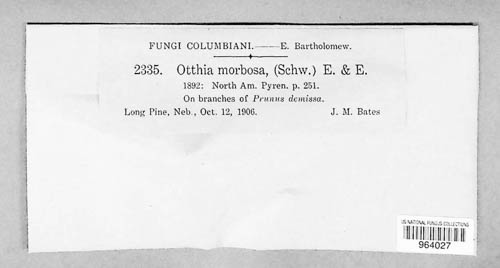 FUNGI COLUMBIANI.——E. Bartholomew.
2335. Otthia morbosa, (Schw.) E. & E.
1892: North Am. Pyren. p. 251.
On branches of Prunus demissa.
Long Pine, Neb., Oct. 12, 1906. J. M. Bates
US NATIONAL FUNGUS COLLECTIONS
964027